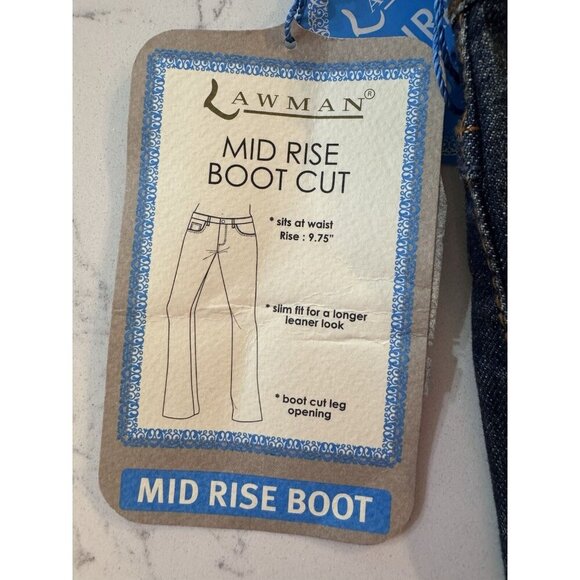 LAWMAN®
MID RISE
BOOT CUT
* sits at waist
Rise : 9.75"
* slim fit for a longer
leaner look
* boot cut leg
opening
MID RISE BOOT